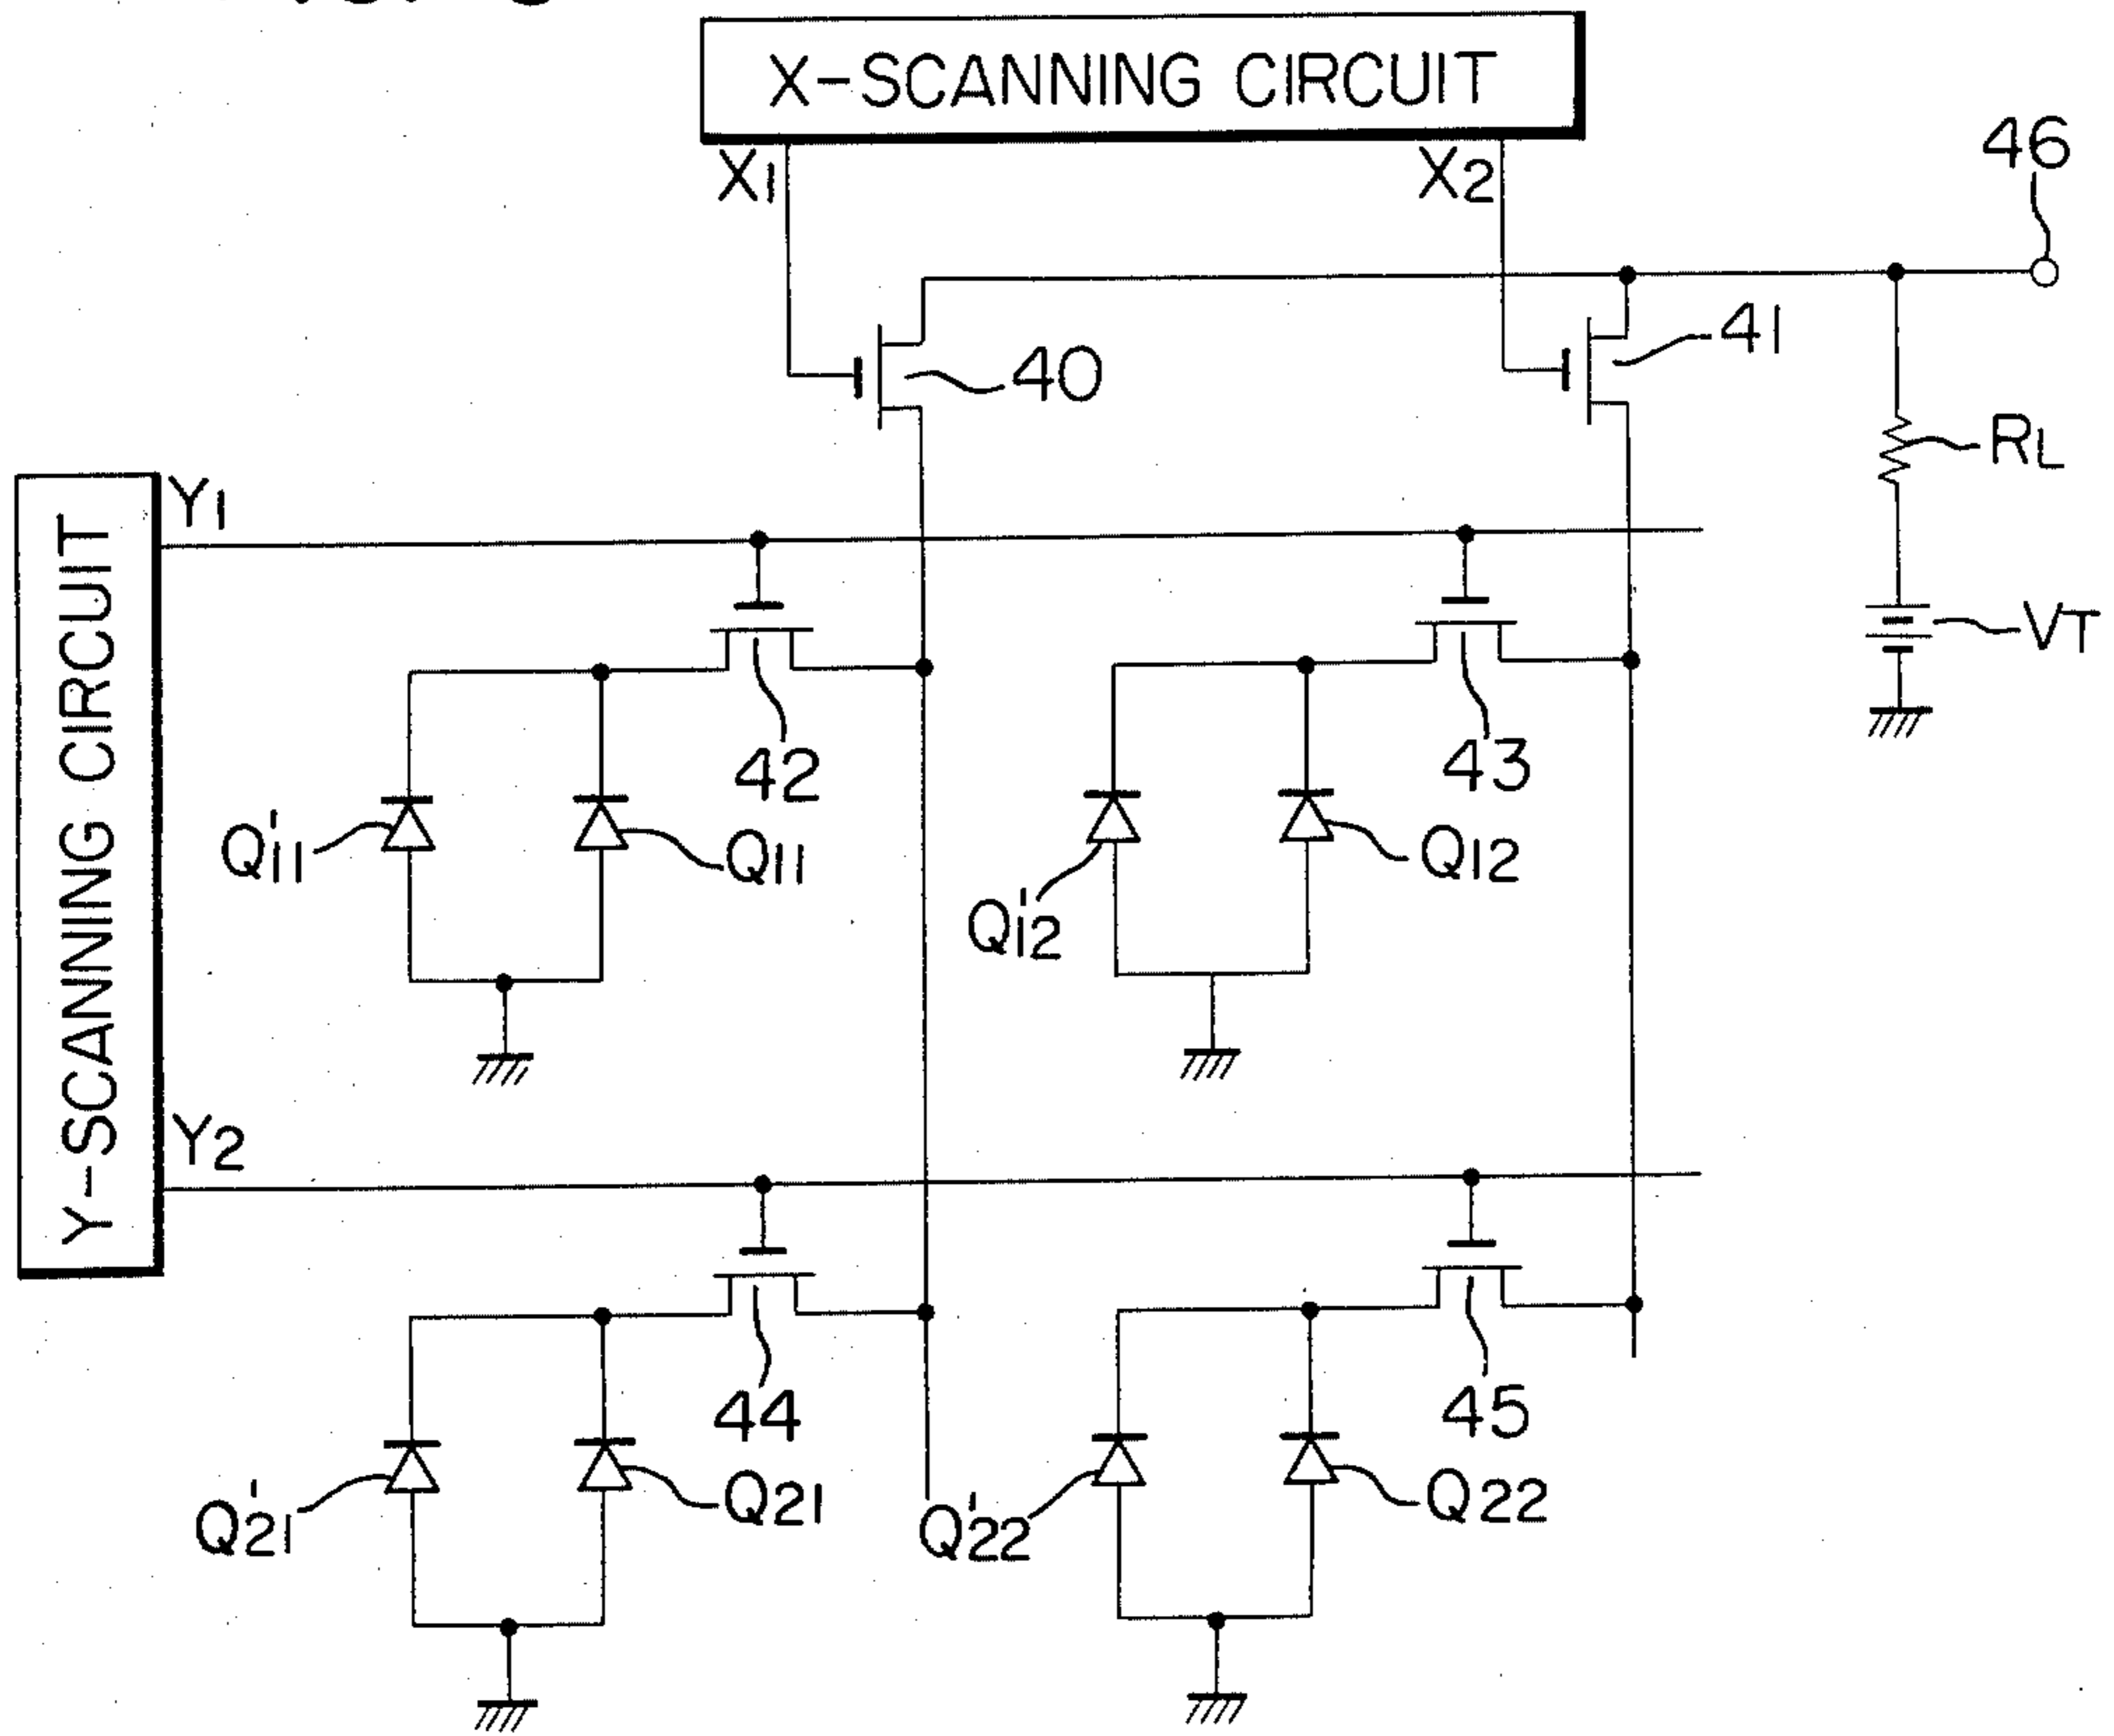 X-SCANNING CIRCUIT
X1
X2
46
41
40
RL
Y-SCANNING CIRCUIT
Y1
VT
42
43
Q'11
Q11
Q12
Q'12
Y2
44
45
Q'21
Q21
Q'22
Q22